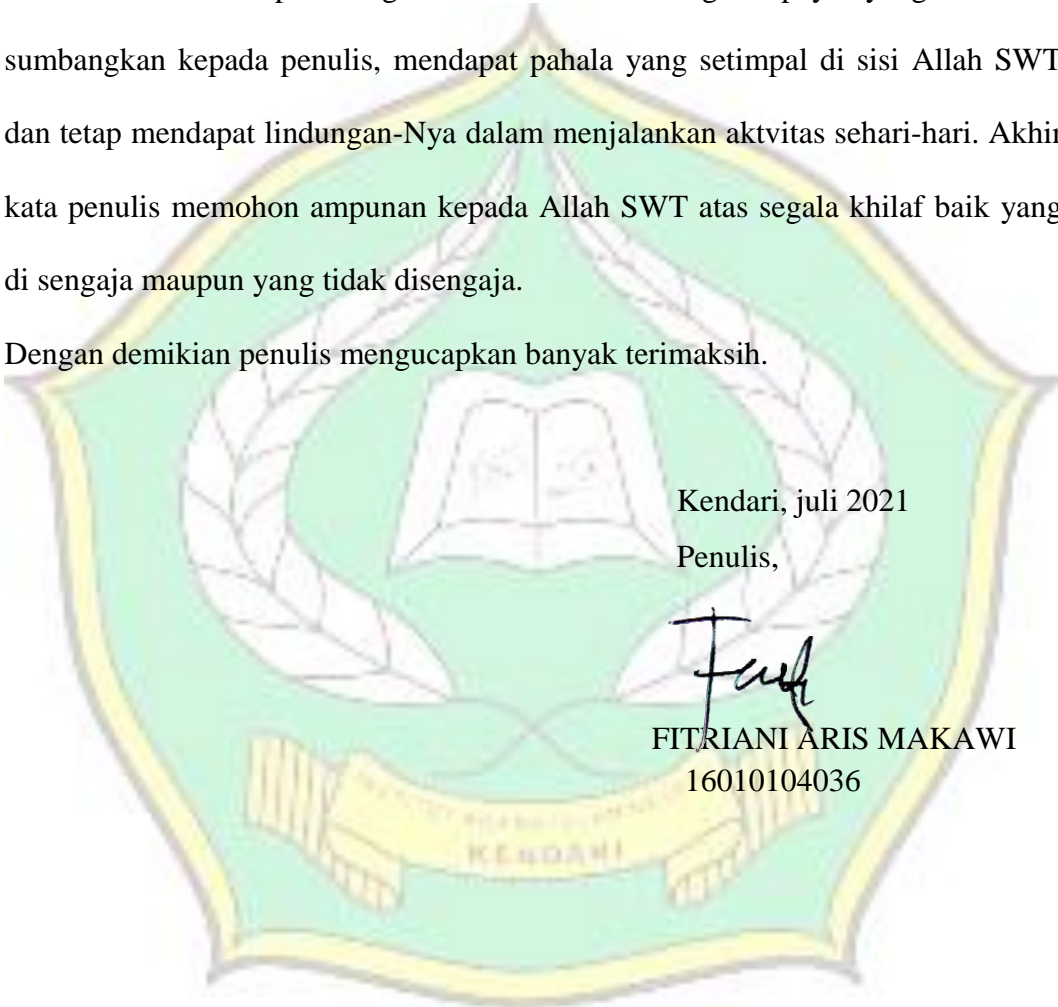 sumbangkan kepada penulis, mendapat pahala yang setimpal di sisi Allah SWT
dan tetap mendapat lindungan-Nya dalam menjalankan aktvitas sehari-hari. Akhir
kata penulis memohon ampunan kepada Allah SWT atas segala khilaf baik yang
di sengaja maupun yang tidak disengaja.
Dengan demikian penulis mengucapkan banyak terimaksih.
Kendari, juli 2021
Penulis,
FITRIANI ARIS MAKAWI
16010104036
KENDARI